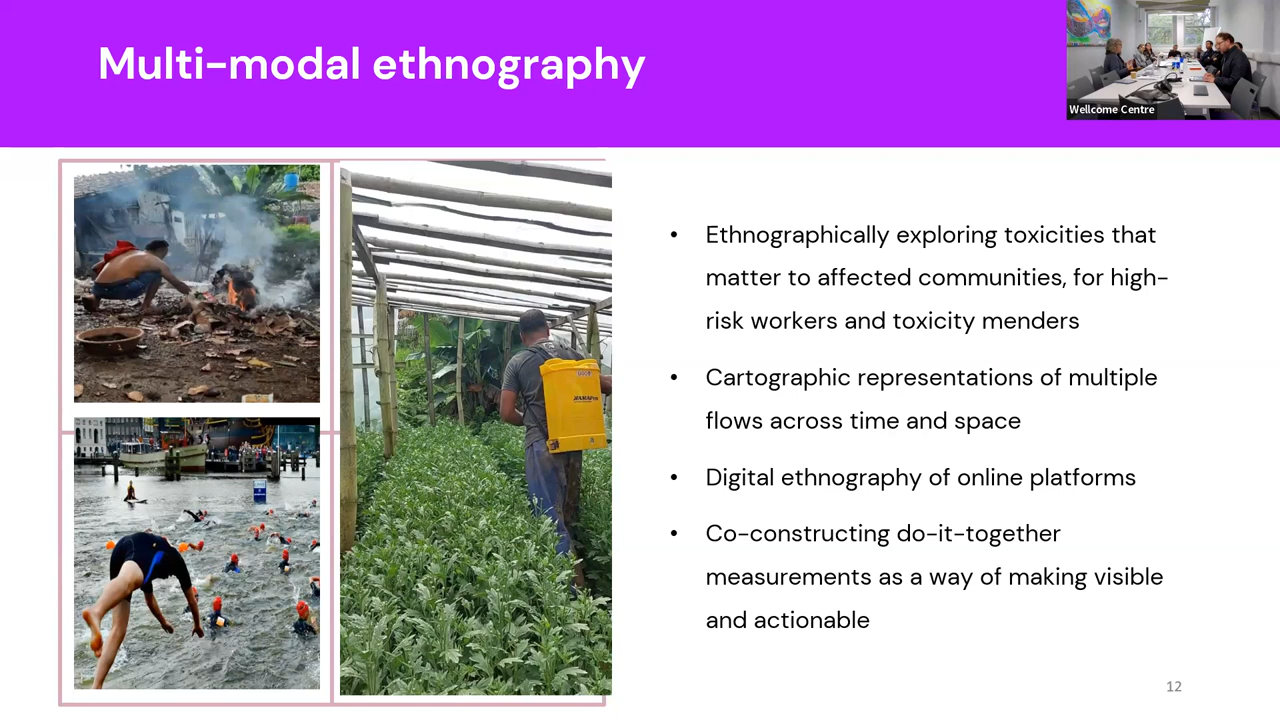 Multi-modal ethnography
Wellcome Centre
• Ethnographically exploring toxicities that
matter to affected communities, for high-
risk workers and toxicity menders
• Cartographic representations of multiple
flows across time and space
• Digital ethnography of online platforms
• Co-constructing do-it-together
measurements as a way of making visible
and actionable
12